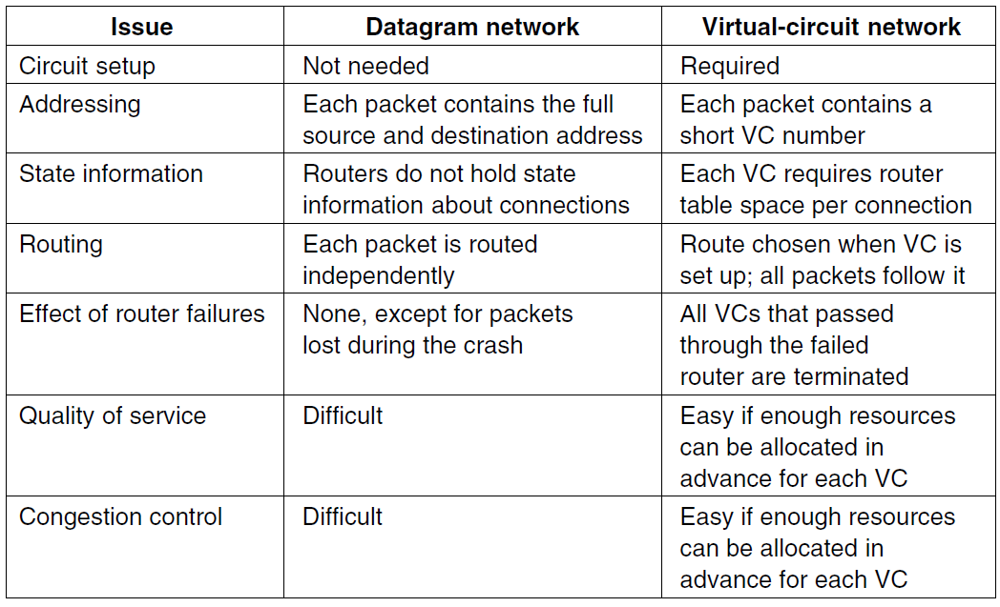 Issue Datagram network Virtual-circuit network
Circuit setup Not needed Required
Addressing Each packet contains the full Each packet contains a
source and destination address short VC number
State information Routers do not hold state Each VC requires router
information about connections table space per connection
Routing Each packet is routed Route chosen when VC is
independently set up; all packets follow it
Effect of router failures None, except for packets All VCs that passed
lost during the crash through the failed
router are terminated
Quality of service Difficult Easy if enough resources
can be allocated in
advance for each VC
Congestion control Difficult Easy if enough resources
can be allocated in
advance for each VC